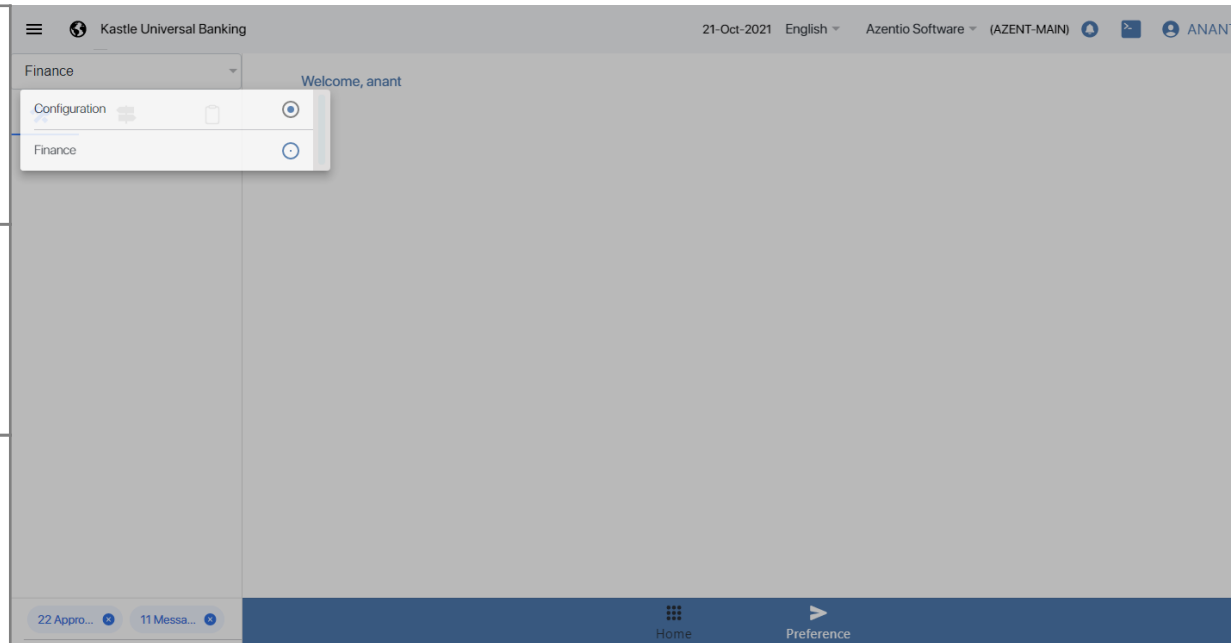 Kastle Universal Banking 21-Oct-2021 English Azentio Software (AZENT-MAIN) ANANT
Finance
Welcome, anant
Configuration
Finance
22 Appro... 11 Messa...
Home Preference